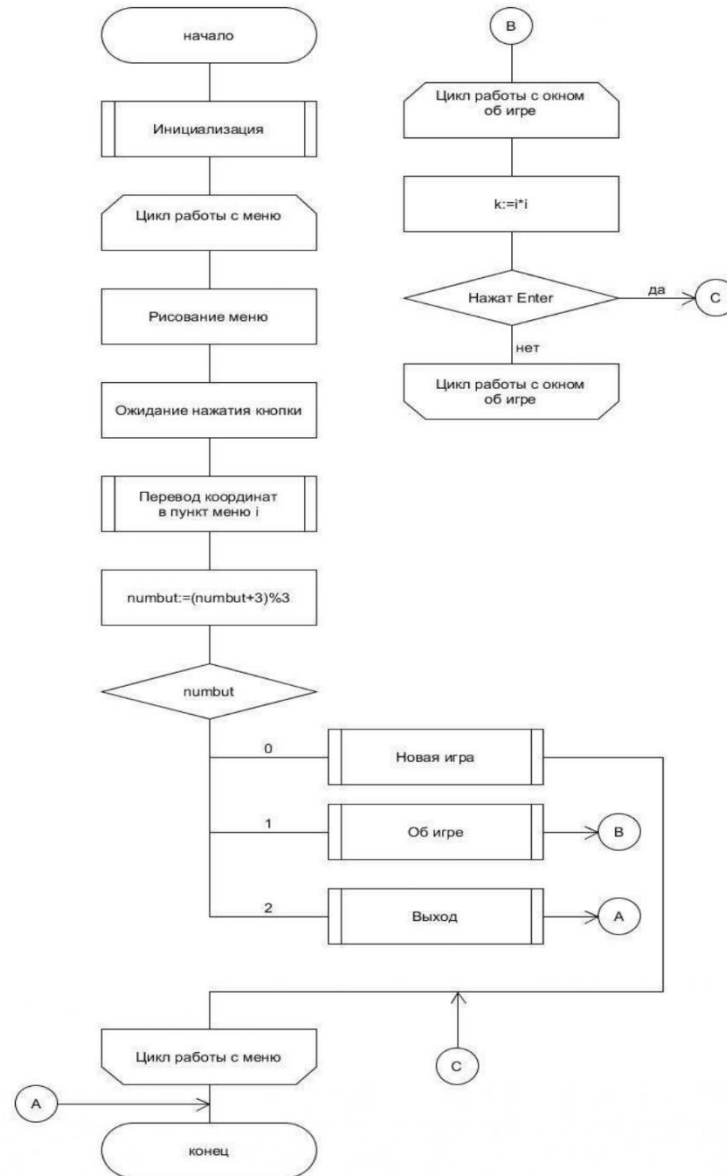 начало
Инициализация
Цикл работы с меню
Рисование меню
Ожидание нажатия кнопки
Перевод координат
в пункт меню i
numbut:=(numbut+3)%3
numbut
0
Новая игра
1
Об игре
B
2
Выход
A
Цикл работы с меню
C
A
конец
B
Цикл работы с окном
об игре
k:=i*i
Нажат Enter
да
C
нет
Цикл работы с окном
об игре